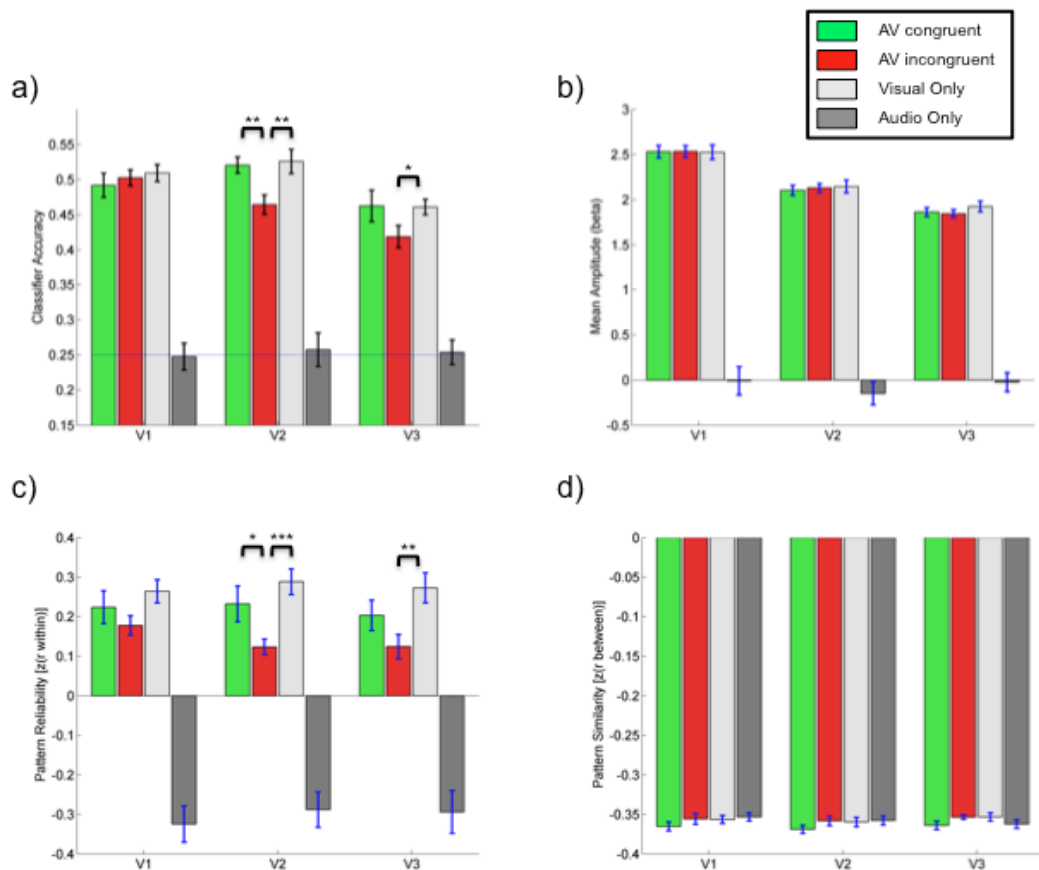 AV congruent
AV incongruent
Visual Only
Audio Only
a)
Classifier Accuracy
0.55
0.5
0.45
0.4
0.35
0.3
0.25
0.2
0.15
** **
*
V1 V2 V3
b)
Mean Amplitude (beta)
3
2.5
2
1.5
1
0.5
0
-0.5
V1 V2 V3
c)
Pattern Reliability [z(r within)]
0.4
0.3
0.2
0.1
0
-0.1
-0.2
-0.3
-0.4
* ***
**
V1 V2 V3
d)
Pattern Similarity [z(r between)]
0
-0.05
-0.1
-0.15
-0.2
-0.25
-0.3
-0.35
-0.4
V1 V2 V3